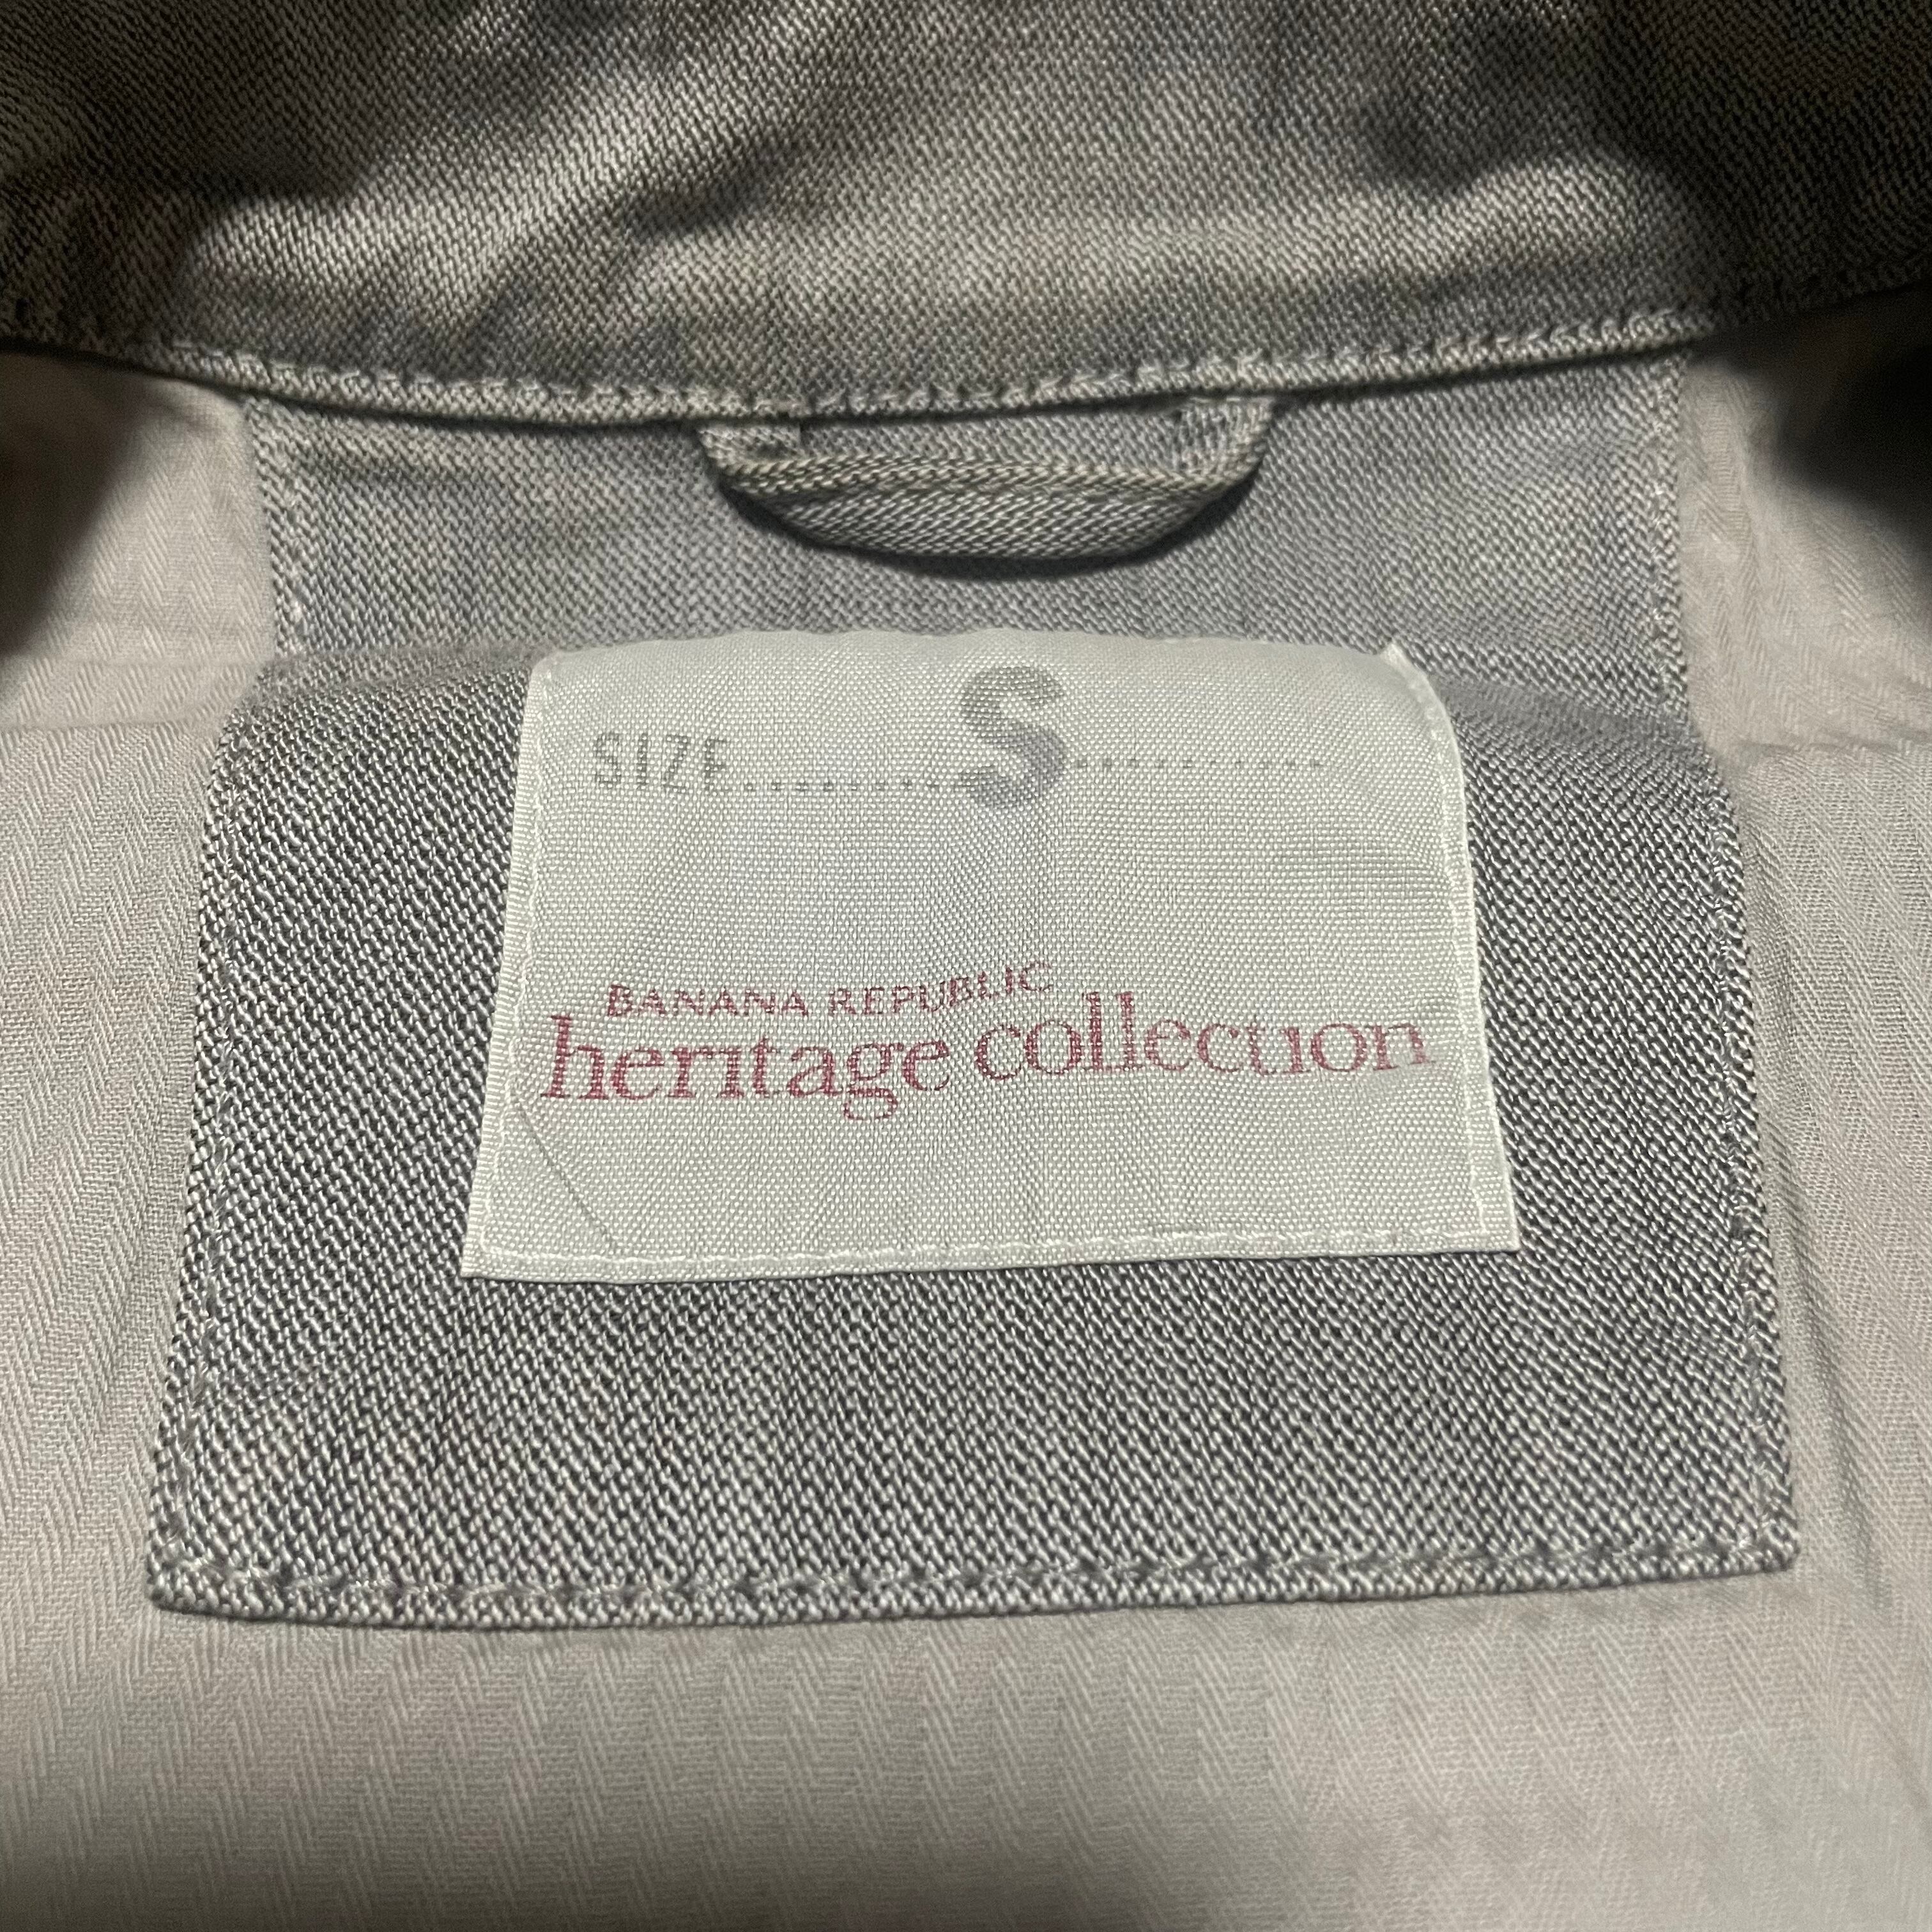 SIZE..........S...........
BANANA REPUBLIC
heritage collection